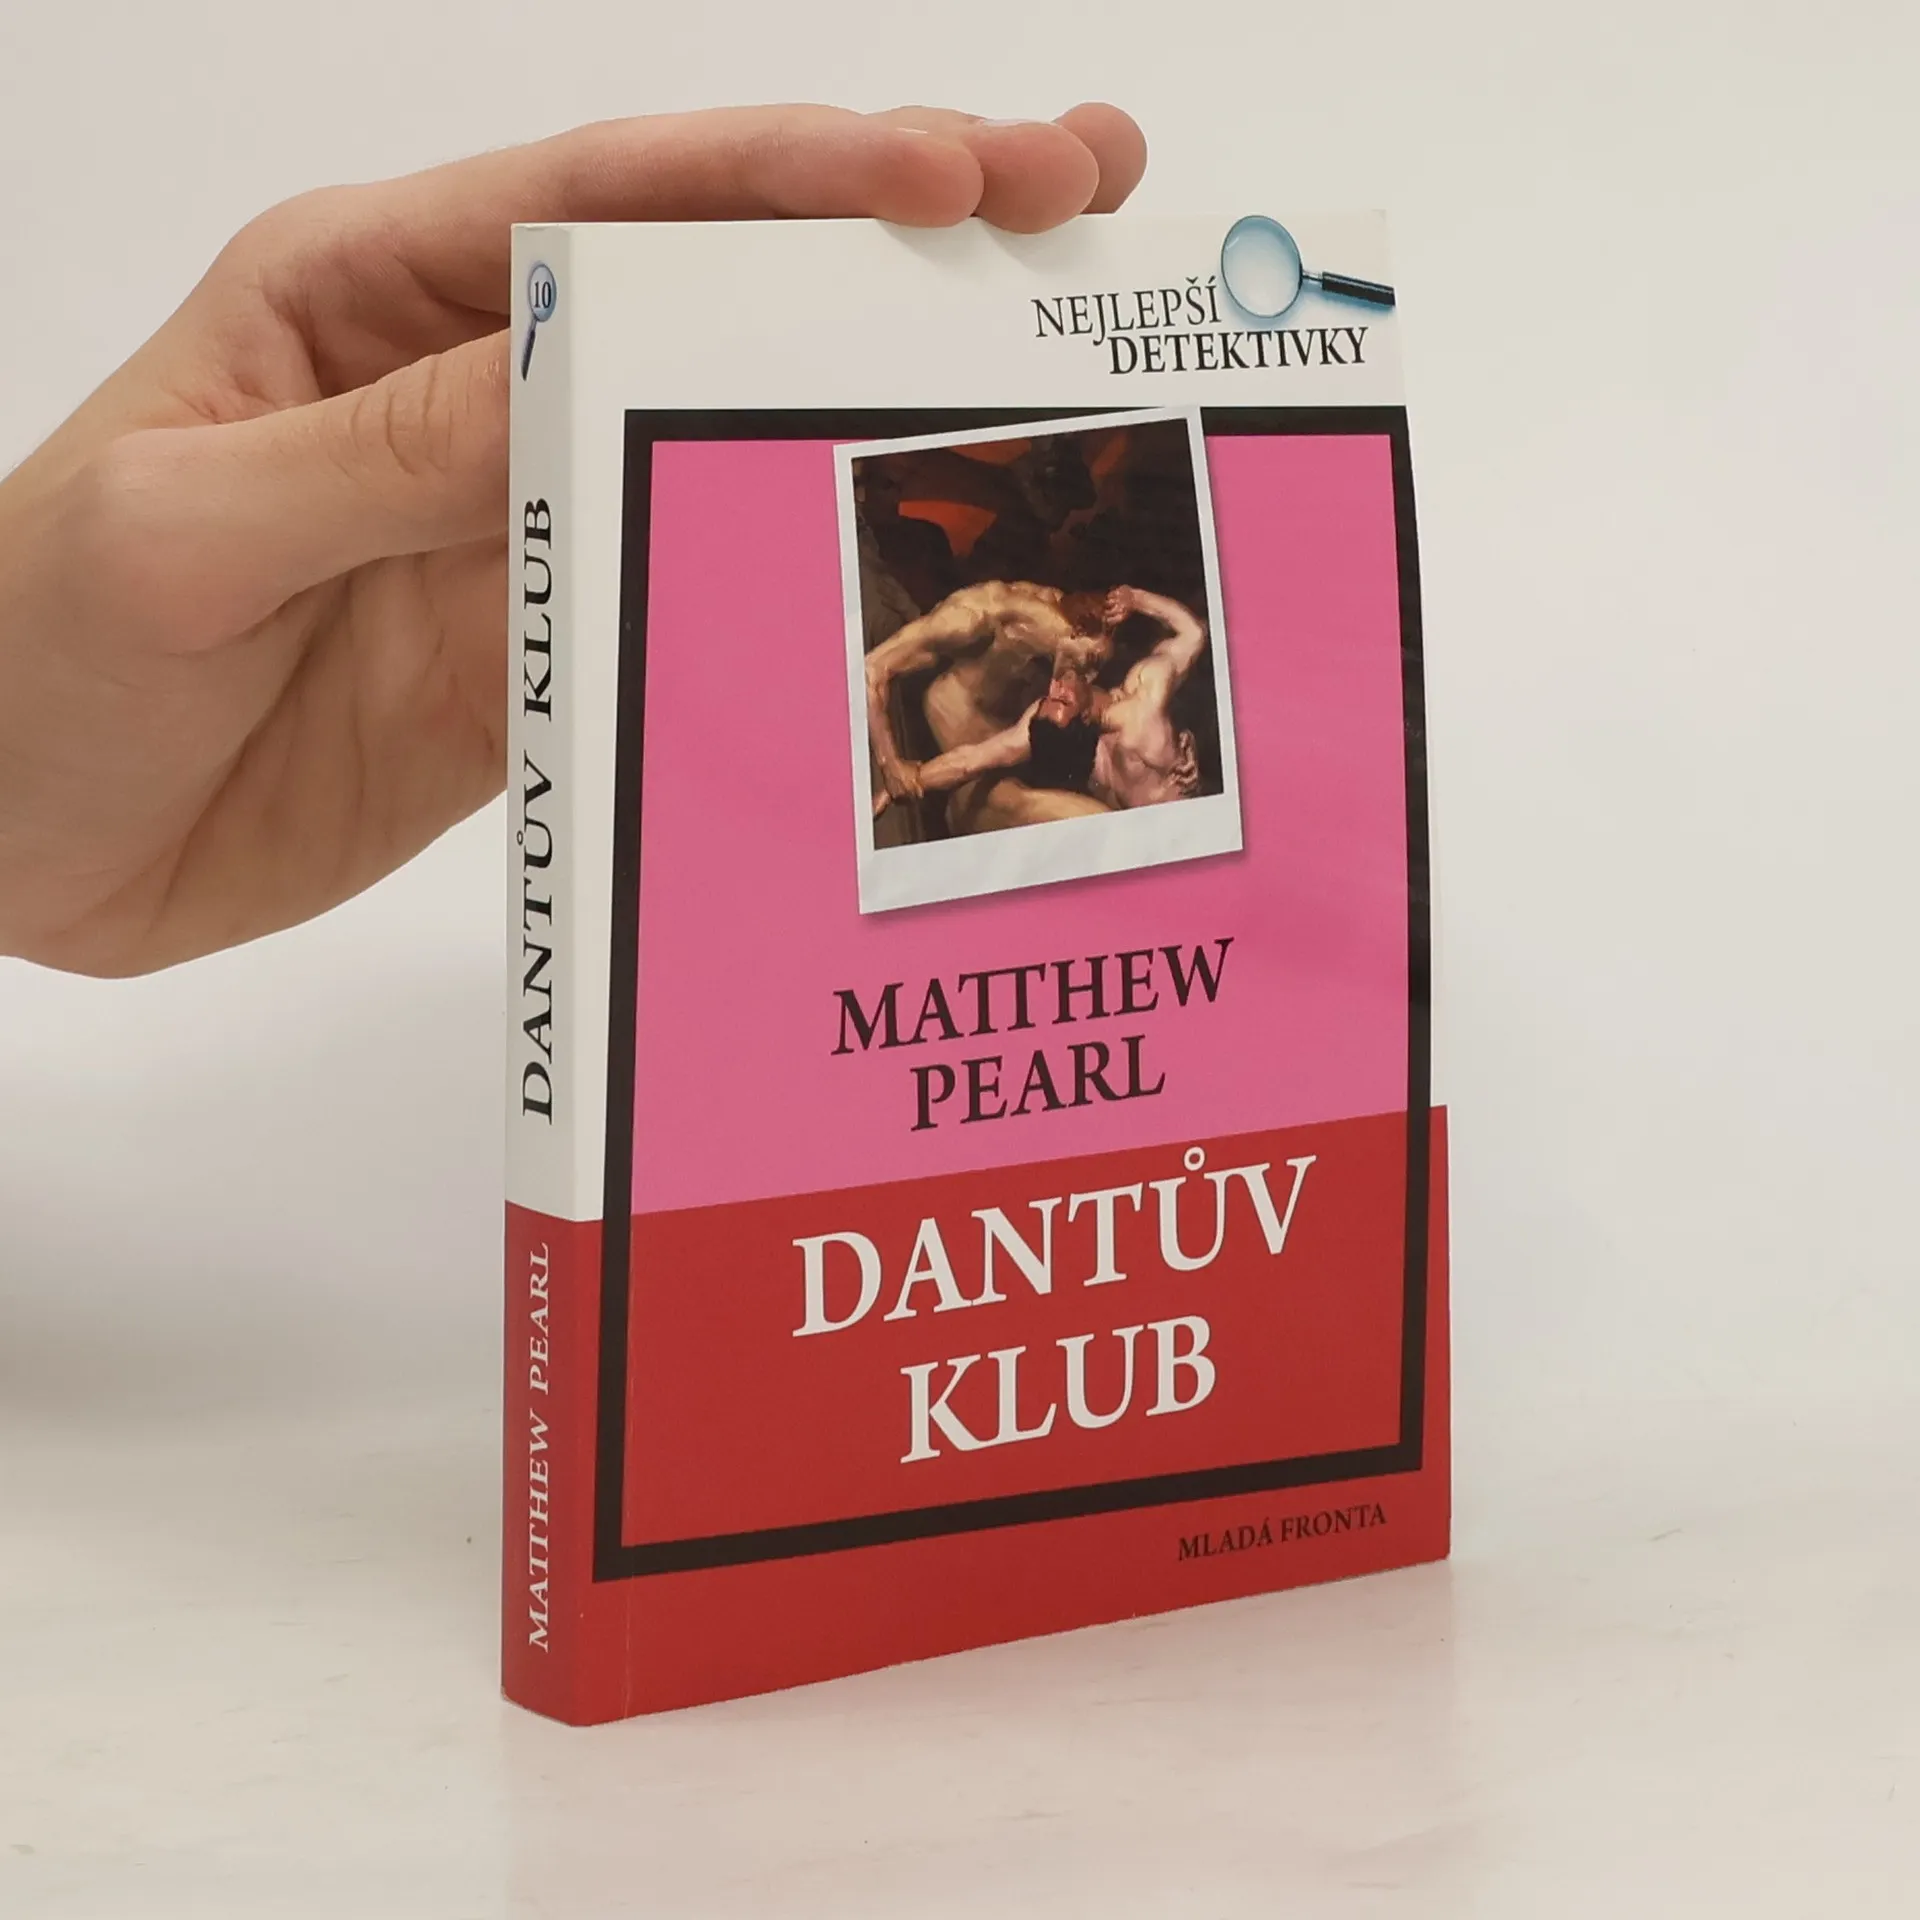 10
DANTŮV KLUB
MATTHEW PEARL
NEJLEPŠÍ
DETEKTIVKY
MATTHEW
PEARL
DANTŮV
KLUB
MLADÁ FRONTA